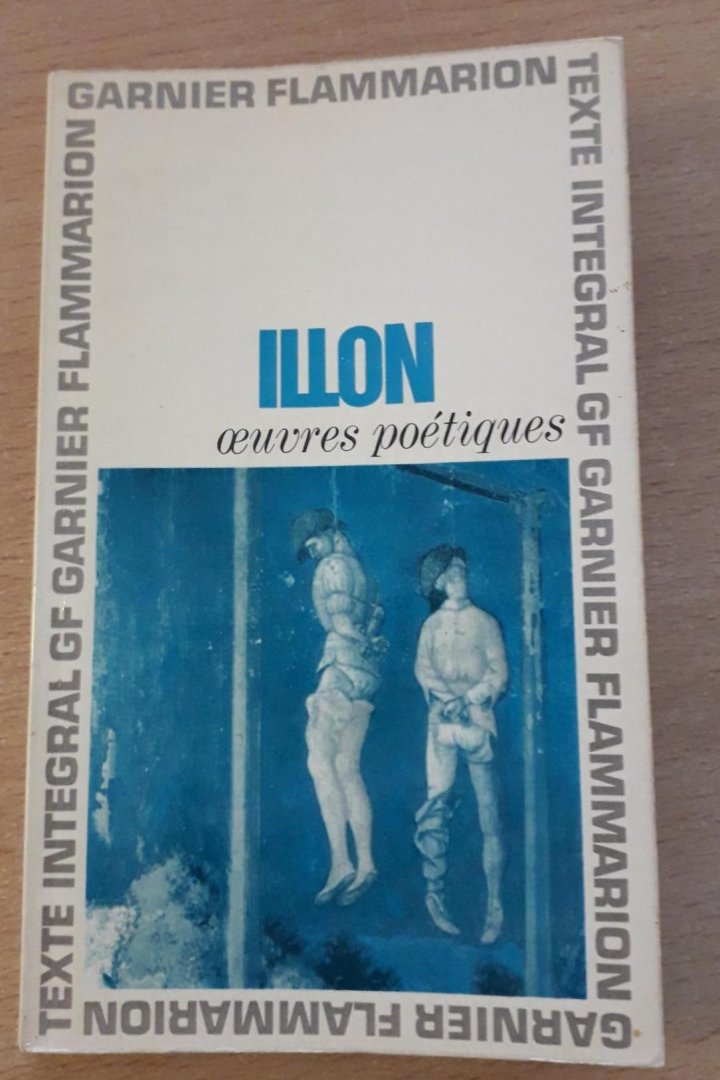 GARNIER FLAMMARION
TEXTE INTEGRAL GF GARNIER FLAMMARION
ILLON
œuvres poétiques
GARNIER FLAMMARION
TEXTE INTEGRAL GF GARNIER FLAMMARION